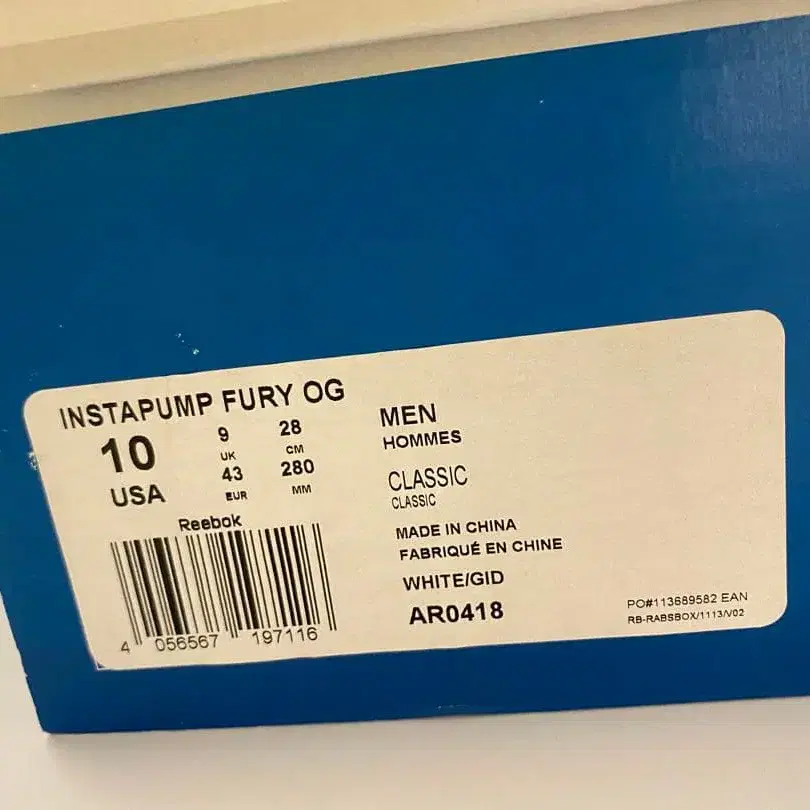 INSTAPUMP FURY OG
10
USA
9
UK
43
EUR
28
CM
280
MM
Reebok
4 056567 197116
MEN
HOMMES
CLASSIC
CLASSIC
MADE IN CHINA
FABRIQUÉ EN CHINE
WHITE/GID
AR0418
PO#113689582 EAN
RB-RABSBOX/1113/V02